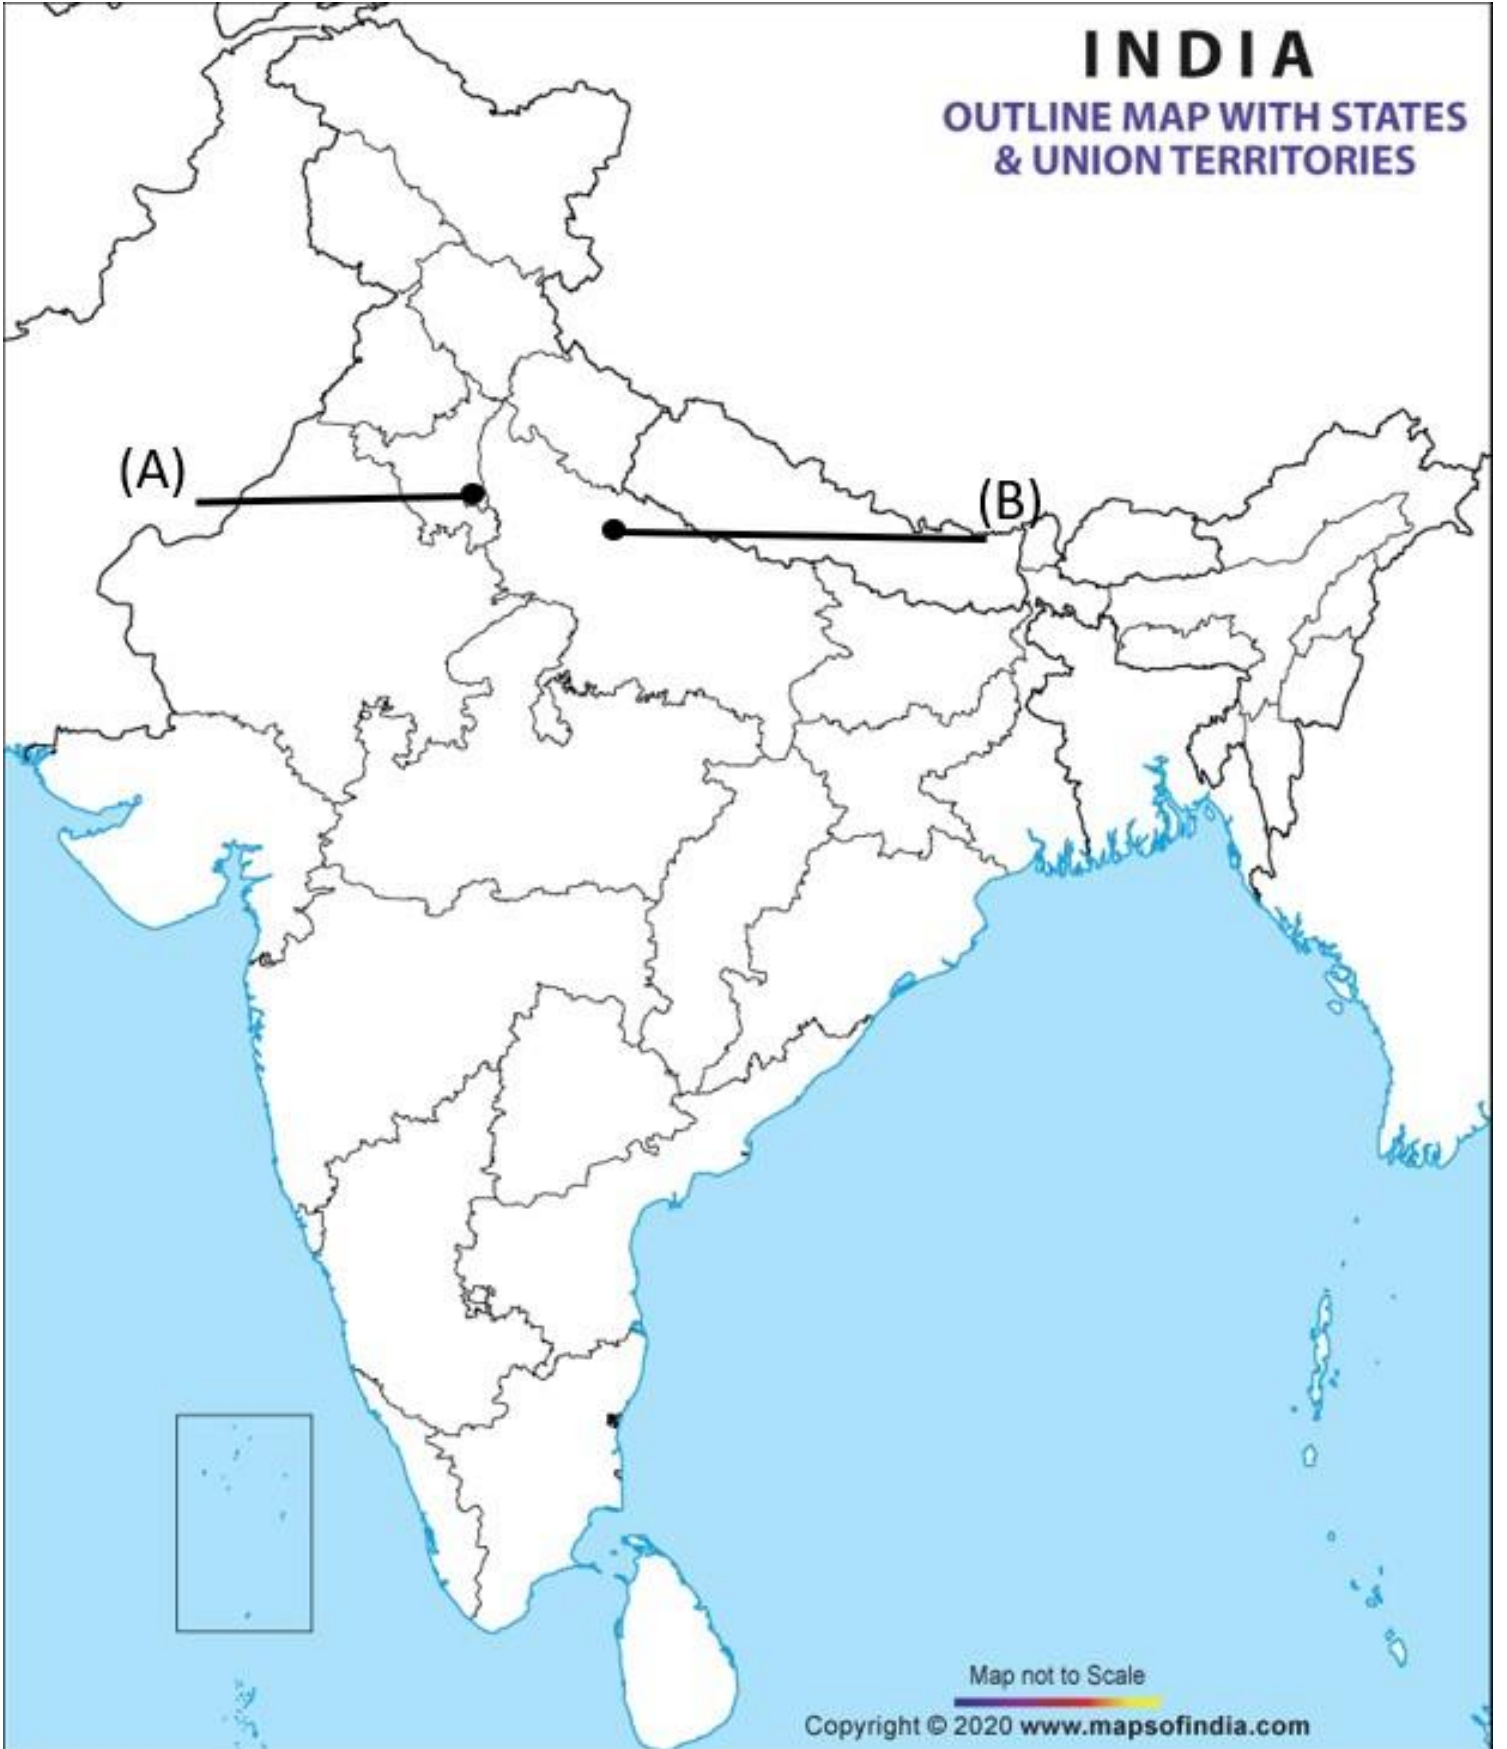 INDIA
OUTLINE MAP WITH STATES
& UNION TERRITORIES
(A)
(B)
Map not to Scale
Copyright © 2020 www.mapsofindia.com